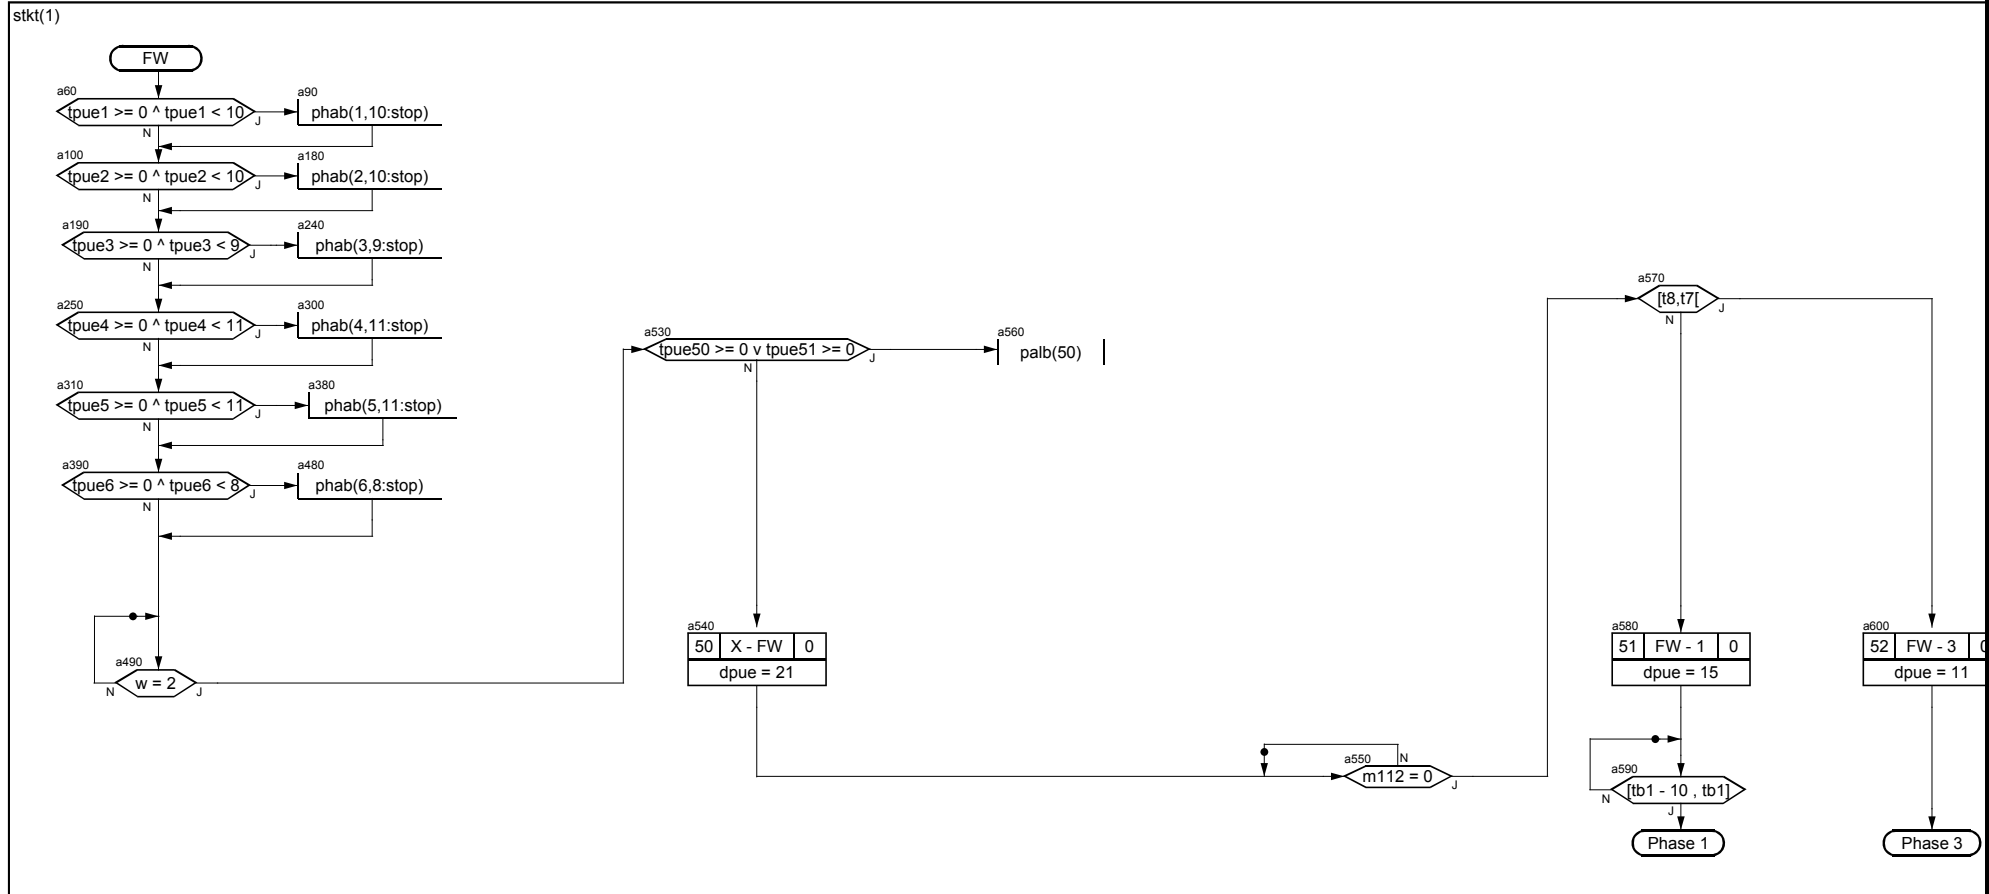 stkt(1)
FW
a60
tpue1 >= 0 ^ tpue1 < 10
J
N
a90
phab(1,10:stop)
a100
tpue2 >= 0 ^ tpue2 < 10
J
N
a180
phab(2,10:stop)
a190
tpue3 >= 0 ^ tpue3 < 9
J
N
a240
phab(3,9:stop)
a250
tpue4 >= 0 ^ tpue4 < 11
J
N
a300
phab(4,11:stop)
a310
tpue5 >= 0 ^ tpue5 < 11
J
N
a380
phab(5,11:stop)
a390
tpue6 >= 0 ^ tpue6 < 8
J
N
a480
phab(6,8:stop)
a490
w = 2
N
J
a530
tpue50 >= 0 v tpue51 >= 0
J
N
a560
palb(50)
a540
50 X - FW 0
dpue = 21
a550
m112 = 0
N
J
a570
[t8,t7[
J
N
a580
51 FW - 1 0
dpue = 15
a590
[tb1 - 10 , tb1]
N
J
Phase 1
a600
52 FW - 3 0
dpue = 11
Phase 3